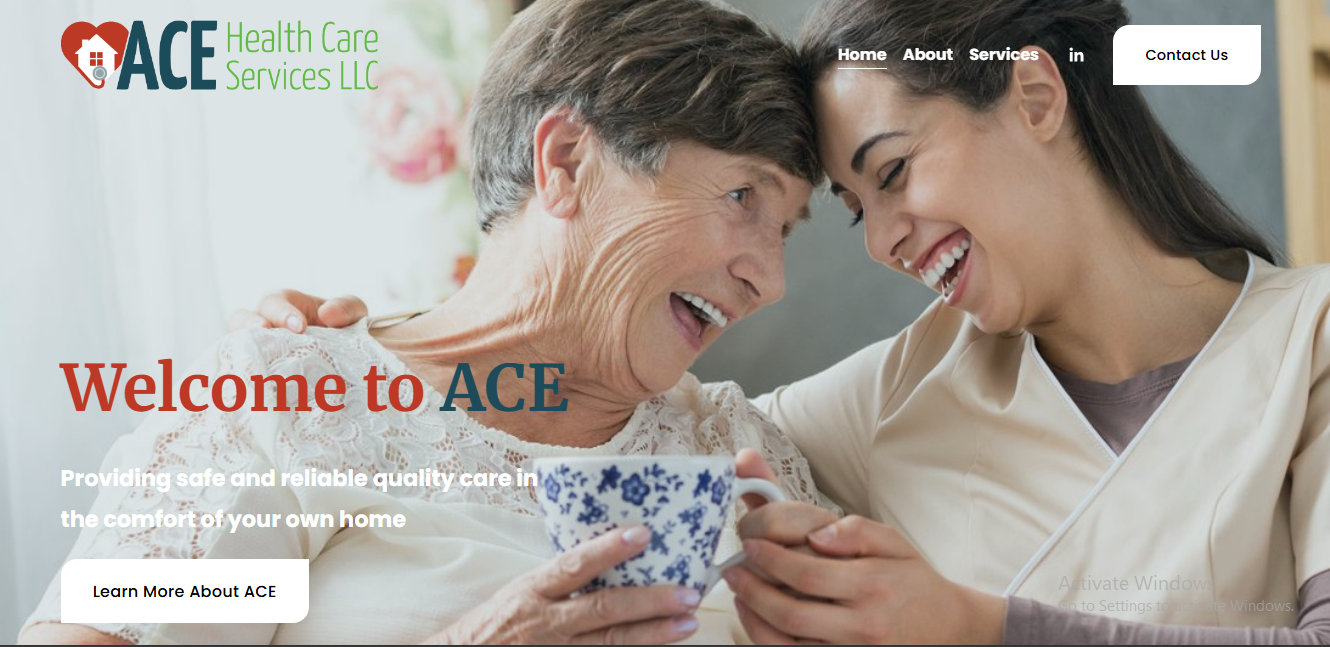 ACE Health Care
Services LLC
Home About Services in Contact Us
Welcome to ACE
Providing safe and reliable quality care in
the comfort of your own home
Learn More About ACE
Activate Windows
Go to Settings to activate Windows.